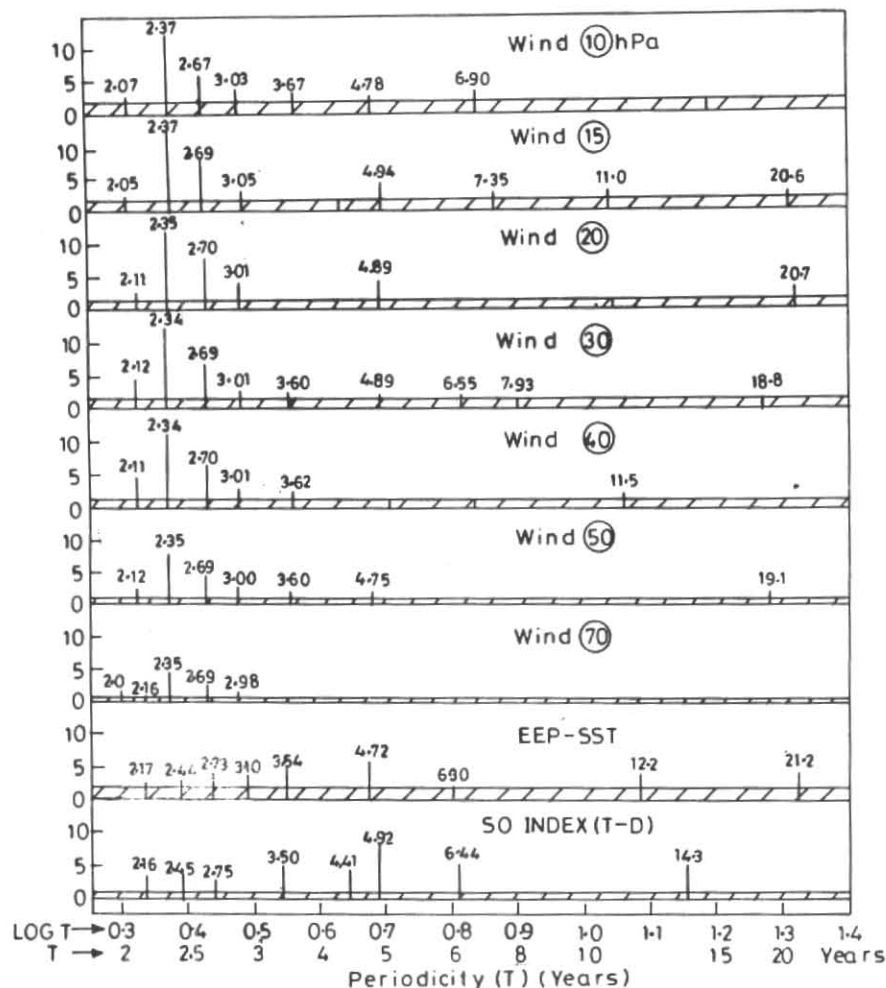 Wind 10 hPa
10
5
0
2.07 2.37 2.67 3.03 3.67 4.78 6.90
Wind 15
10
5
0
2.05 2.37 2.69 3.05 4.94 7.35 11.0 20.6
Wind 20
10
5
0
2.11 2.35 2.70 3.01 4.89 20.7
Wind 30
10
5
0
2.12 2.34 2.69 3.01 3.60 4.89 6.55 7.93 18.8
Wind 40
10
5
0
2.11 2.34 2.70 3.01 3.62 11.5
Wind 50
10
5
0
2.12 2.35 2.69 3.00 3.60 4.75 19.1
Wind 70
10
5
0
2.0 2.16 2.35 2.69 2.98
EEP-SST
10
5
0
2.17 2.44 2.73 3.10 3.54 4.72 6.90 12.2 21.2
SO INDEX (T-D)
10
5
0
2.16 2.45 2.75 3.50 4.41 4.92 6.44 14.3
LOG T → 0.3 0.4 0.5 0.6 0.7 0.8 0.9 1.0 1.1 1.2 1.3 1.4
T → 2 2.5 3 4 5 6 8 10 15 20 Years
Periodicity (T) (Years)